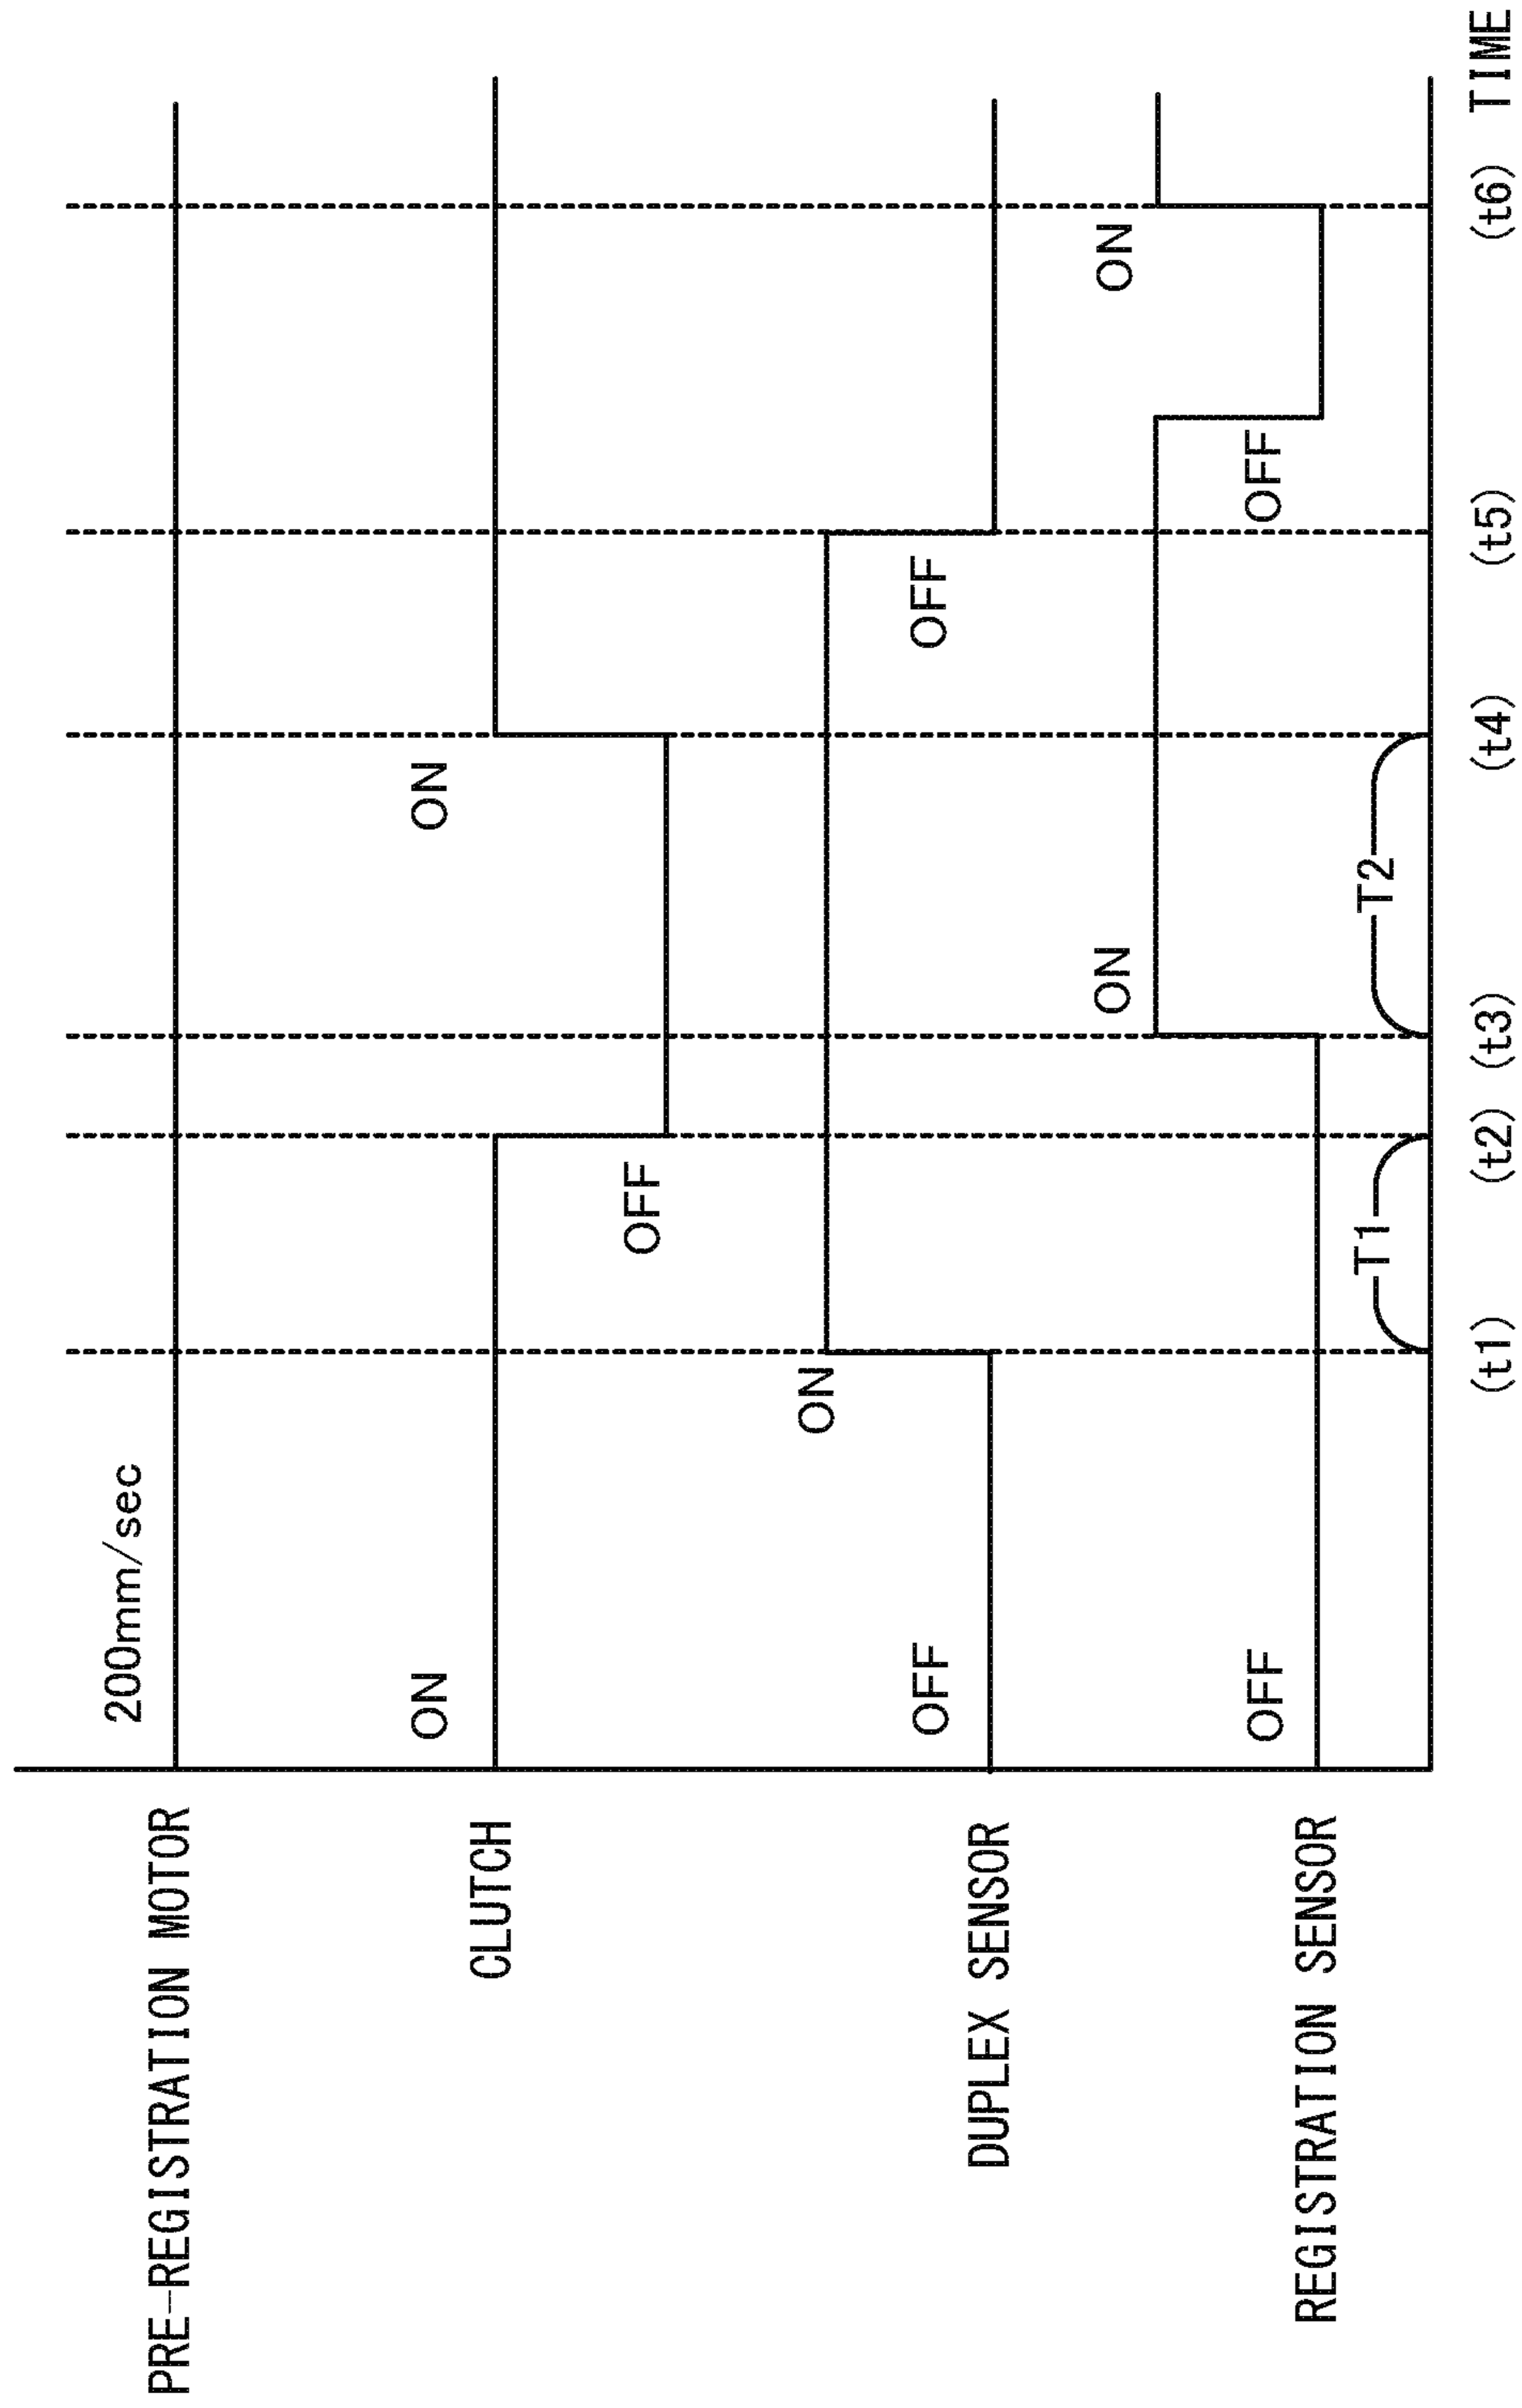 200mm/sec
PRE-REGISTRATION MOTOR
ON
ON
CLUTCH
OFF
ON
OFF
OFF
DUPLEX SENSOR
ON
ON
OFF
OFF
REGISTRATION SENSOR
T1
T2
(t1) (t2) (t3) (t4) (t5) (t6) TIME